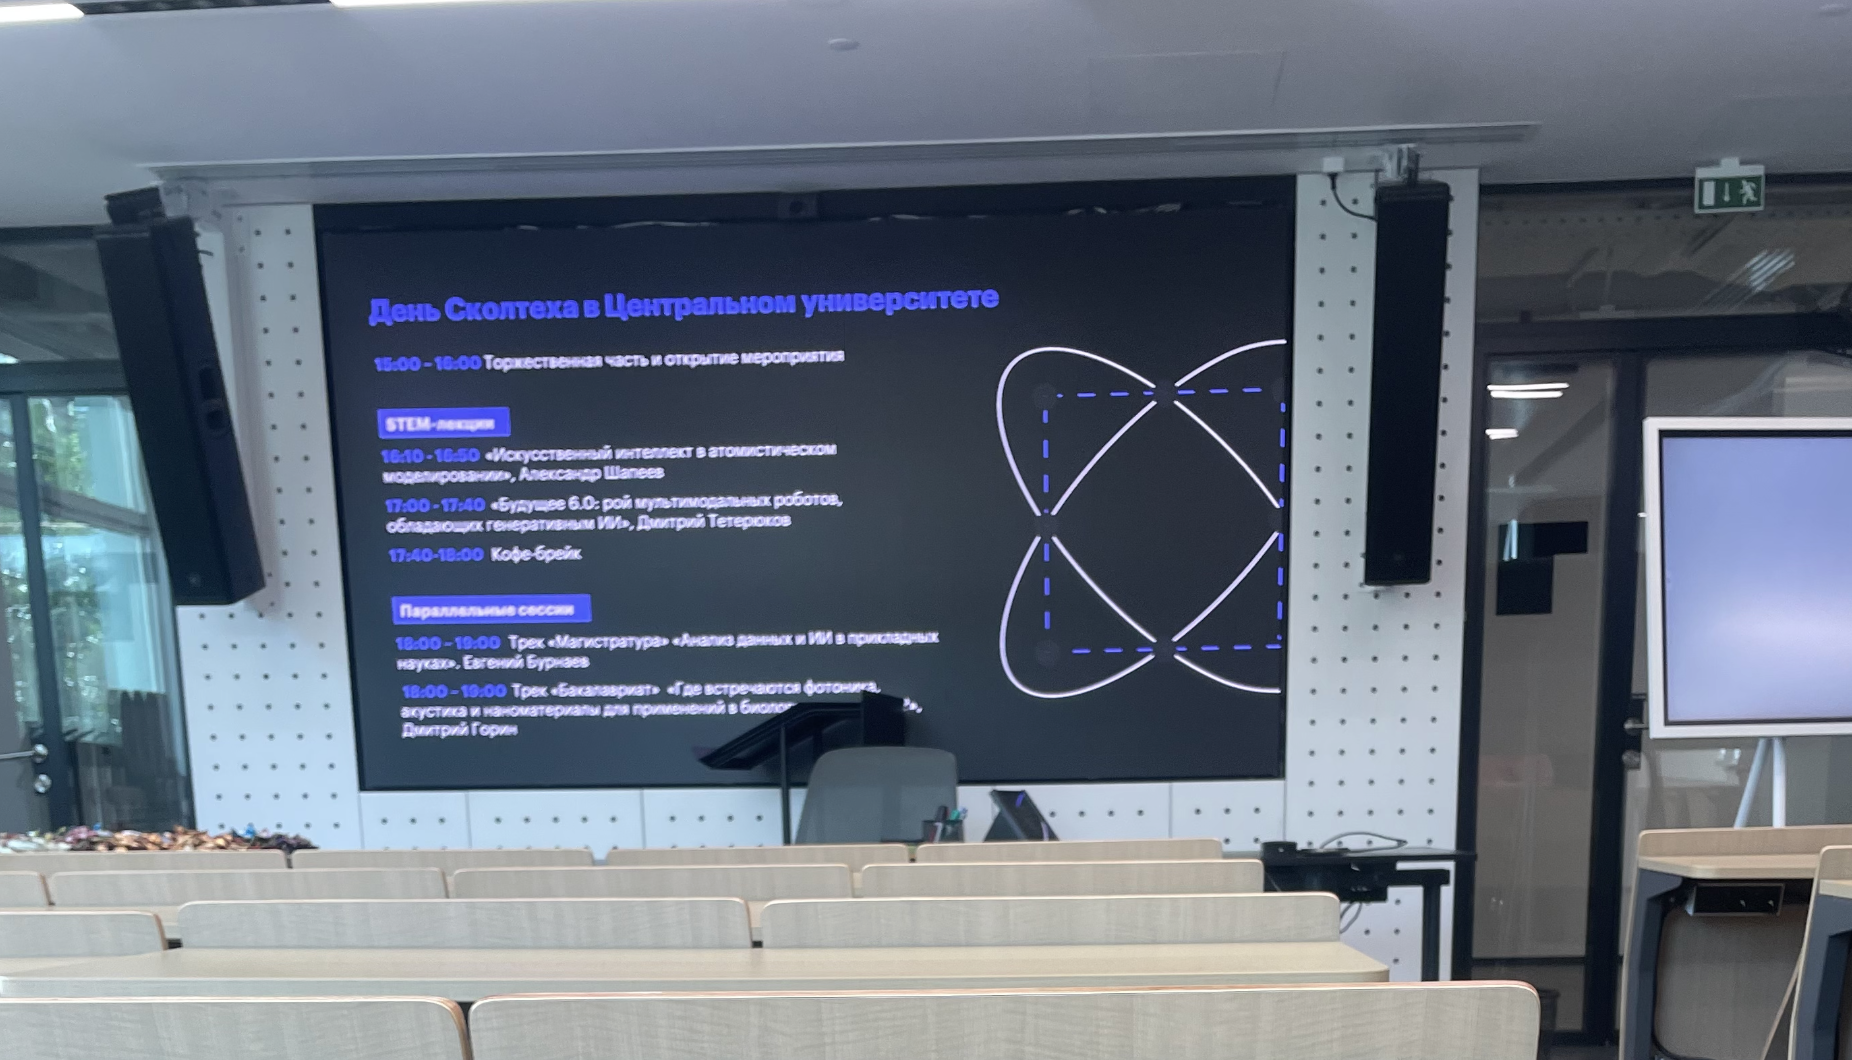 День Сколтеха в Центральном университете
15:00 – 16:00 Торжественная часть и открытие мероприятия
STEM-лекции
16:10 - 16:50 «Искусственный интеллект в атомистическом
моделировании», Александр Шапеев
17:00 - 17:40 «Будущее 6.0: рой мультимодальных роботов,
обладающих генеративным ИИ», Дмитрий Тетерюков
17:40-18:00 Кофе-брейк
Параллельные сессии
18:00 – 19:00 Трек «Магистратура» «Анализ данных и ИИ в прикладных
науках». Евгений Бурнаев
18:00 – 19:00 Трек «Бакалавриат» «Где встречаются фотоника,
акустика и наноматериалы для применений в
Дмитрий Горин